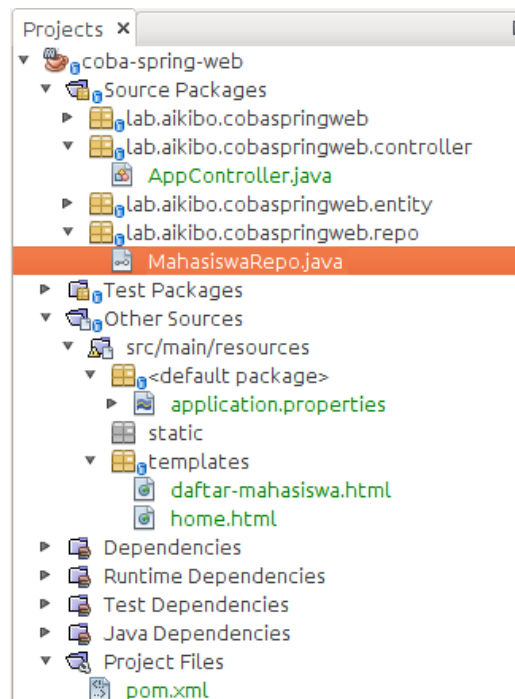 Projects
coba-spring-web
Source Packages
lab.aikibo.cobaspringweb
lab.aikibo.cobaspringweb.controller
AppController.java
lab.aikibo.cobaspringweb.entity
lab.aikibo.cobaspringweb.repo
MahasiswaRepo.java
Test Packages
Other Sources
src/main/resources
<default package>
application.properties
static
templates
daftar-mahasiswa.html
home.html
Dependencies
Runtime Dependencies
Test Dependencies
Java Dependencies
Project Files
pom.xml